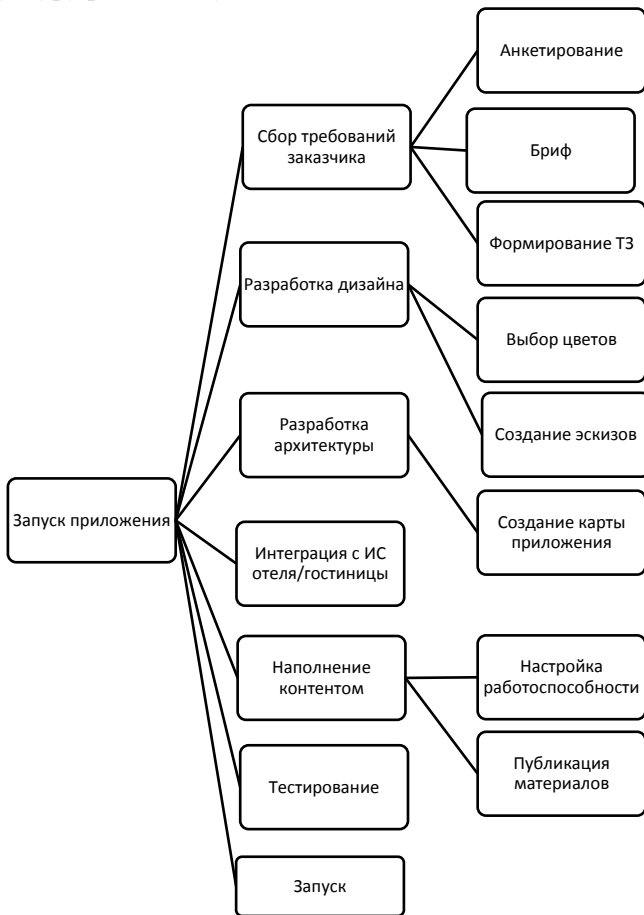 Анкетирование
Сбор требований
заказчика
Бриф
Формирование ТЗ
Разработка дизайна
Выбор цветов
Разработка
архитектуры
Создание эскизов
Запуск приложения
Создание карты
приложения
Интеграция с ИС
отеля/гостиницы
Наполнение
контентом
Настройка
работоспособности
Публикация
материалов
Тестирование
Запуск